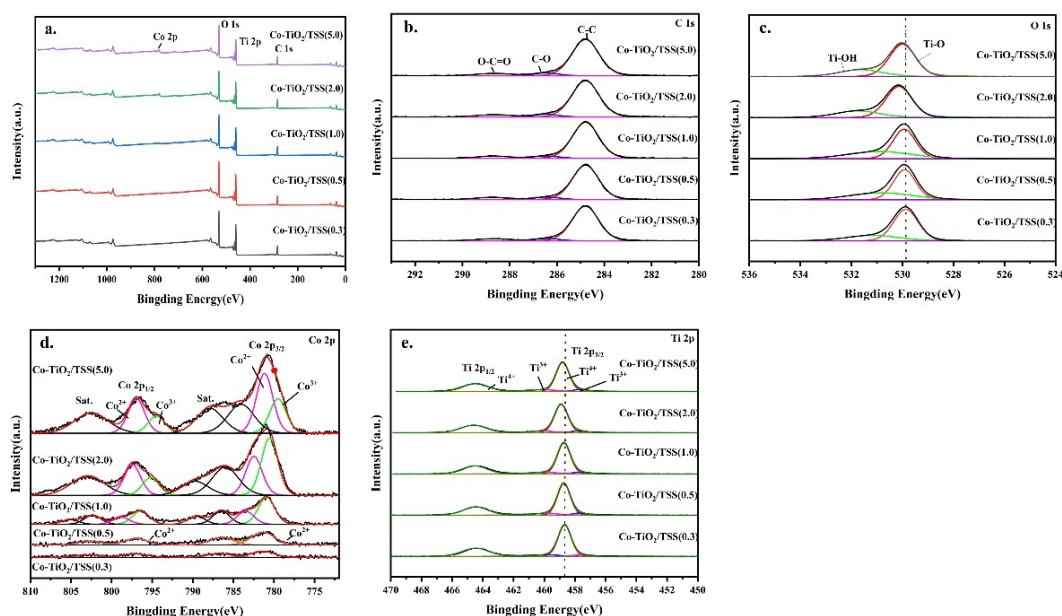 a.
O 1s
Co 2p
Ti 2p
Co-TiO₂/TSS(5.0)
C 1s
Co-TiO₂/TSS(2.0)
Co-TiO₂/TSS(1.0)
Co-TiO₂/TSS(0.5)
Co-TiO₂/TSS(0.3)
Intensity(a.u.)
1200 1000 800 600 400 200 0
Bingding Energy(eV)
b.
C 1s
C-C
Co-TiO₂/TSS(5.0)
O-C=O
C-O
Co-TiO₂/TSS(2.0)
Co-TiO₂/TSS(1.0)
Co-TiO₂/TSS(0.5)
Co-TiO₂/TSS(0.3)
Intensity(a.u.)
292 290 288 286 284 282 280
Bingding Energy(eV)
c.
O 1s
Co-TiO₂/TSS(5.0)
Ti-OH
Ti-O
Co-TiO₂/TSS(2.0)
Co-TiO₂/TSS(1.0)
Co-TiO₂/TSS(0.5)
Co-TiO₂/TSS(0.3)
Intensity(a.u.)
536 534 532 530 528 526 524
Bingding Energy(eV)
d.
Co 2p
Co 2p₃/₂
Co²⁺
Co-TiO₂/TSS(5.0)
Co 2p₁/₂
Co³⁺
Sat.
Co²⁺
Co³⁺
Sat.
Co-TiO₂/TSS(2.0)
Co-TiO₂/TSS(1.0)
Co-TiO₂/TSS(0.5)
Co²⁺
Co²⁺
Co-TiO₂/TSS(0.3)
Intensity(a.u.)
810 805 800 795 790 785 780 775
Bingding Energy(eV)
e.
Ti 2p
Ti 2p₃/₂
Co-TiO₂/TSS(5.0)
Ti 2p₁/₂
Ti³⁺
Ti⁴⁺
Ti⁴⁺
Ti³⁺
Co-TiO₂/TSS(2.0)
Co-TiO₂/TSS(1.0)
Co-TiO₂/TSS(0.5)
Co-TiO₂/TSS(0.3)
Intensity(a.u.)
470 468 466 464 462 460 458 456 454 452 450
Bingding Energy(eV)